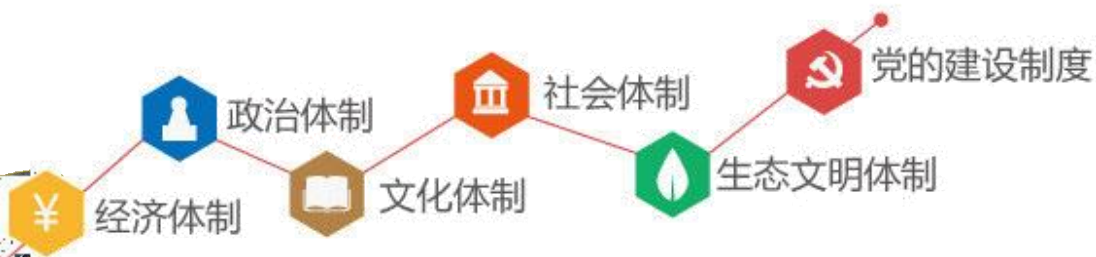 经济体制
政治体制
文化体制
社会体制
生态文明体制
党的建设制度
¥